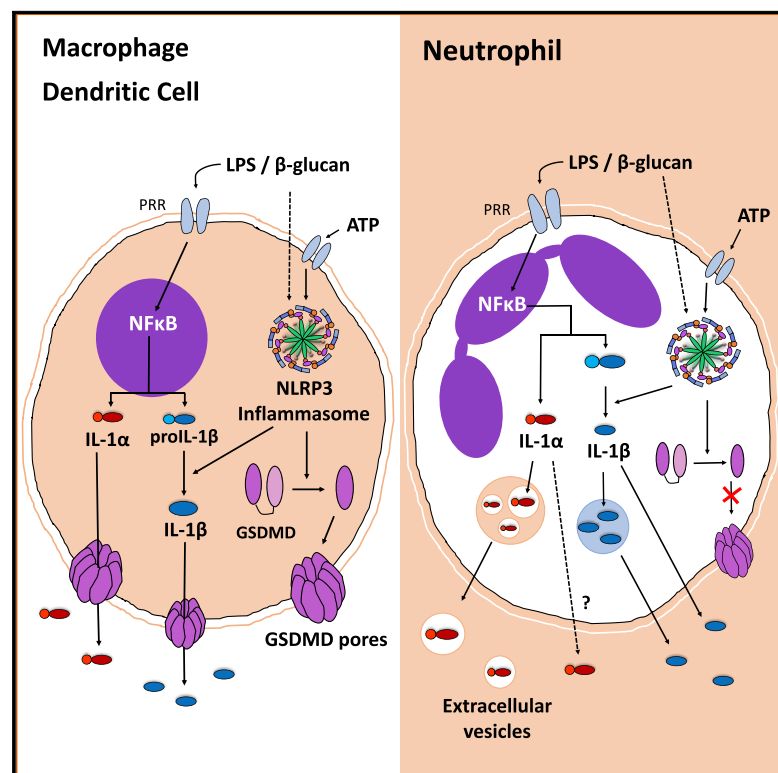 Macrophage
Dendritic Cell
LPS / β-glucan
PRR
ATP
NFκB
NLRP3
Inflammasome
IL-1α
proIL-1β
IL-1β
GSDMD
GSDMD pores
Neutrophil
LPS / β-glucan
PRR
ATP
NFκB
IL-1α
IL-1β
?
Extracellular
vesicles